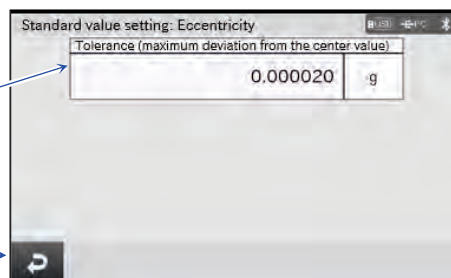 Standard value setting: Eccentricity
Tolerance (maximum deviation from the center value)
0.000020 g